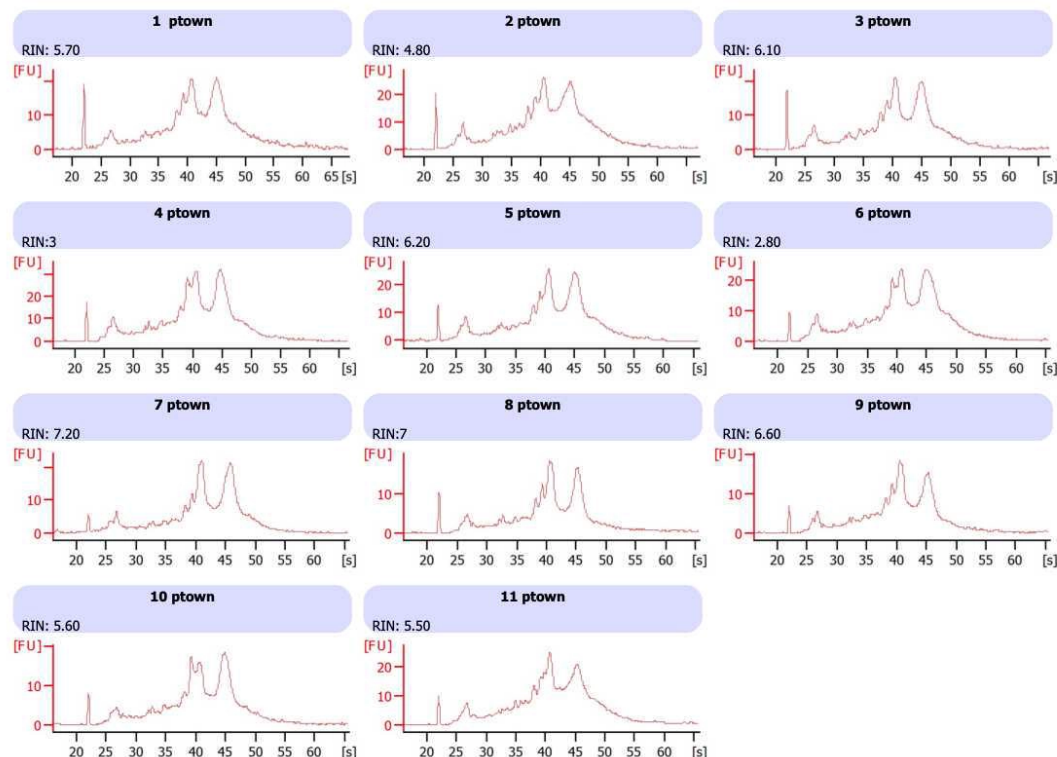 1 ptown
RIN: 5.70
[FU]
10
0
20 25 30 35 40 45 50 55 60 65 [s]
2 ptown
RIN: 4.80
[FU]
20
10
0
20 25 30 35 40 45 50 55 60 [s]
3 ptown
RIN: 6.10
[FU]
10
0
20 25 30 35 40 45 50 55 60 [s]
4 ptown
RIN:3
[FU]
20
10
0
20 25 30 35 40 45 50 55 60 65 [s]
5 ptown
RIN: 6.20
[FU]
20
10
0
20 25 30 35 40 45 50 55 60 65 [s]
6 ptown
RIN: 2.80
[FU]
20
10
0
20 25 30 35 40 45 50 55 60 [s]
7 ptown
RIN: 7.20
[FU]
10
0
20 25 30 35 40 45 50 55 60 65 [s]
8 ptown
RIN:7
[FU]
10
0
20 25 30 35 40 45 50 55 60 65 [s]
9 ptown
RIN: 6.60
[FU]
10
0
20 25 30 35 40 45 50 55 60 65 [s]
10 ptown
RIN: 5.60
[FU]
10
0
20 25 30 35 40 45 50 55 60 [s]
11 ptown
RIN: 5.50
[FU]
20
10
0
20 25 30 35 40 45 50 55 60 65 [s]